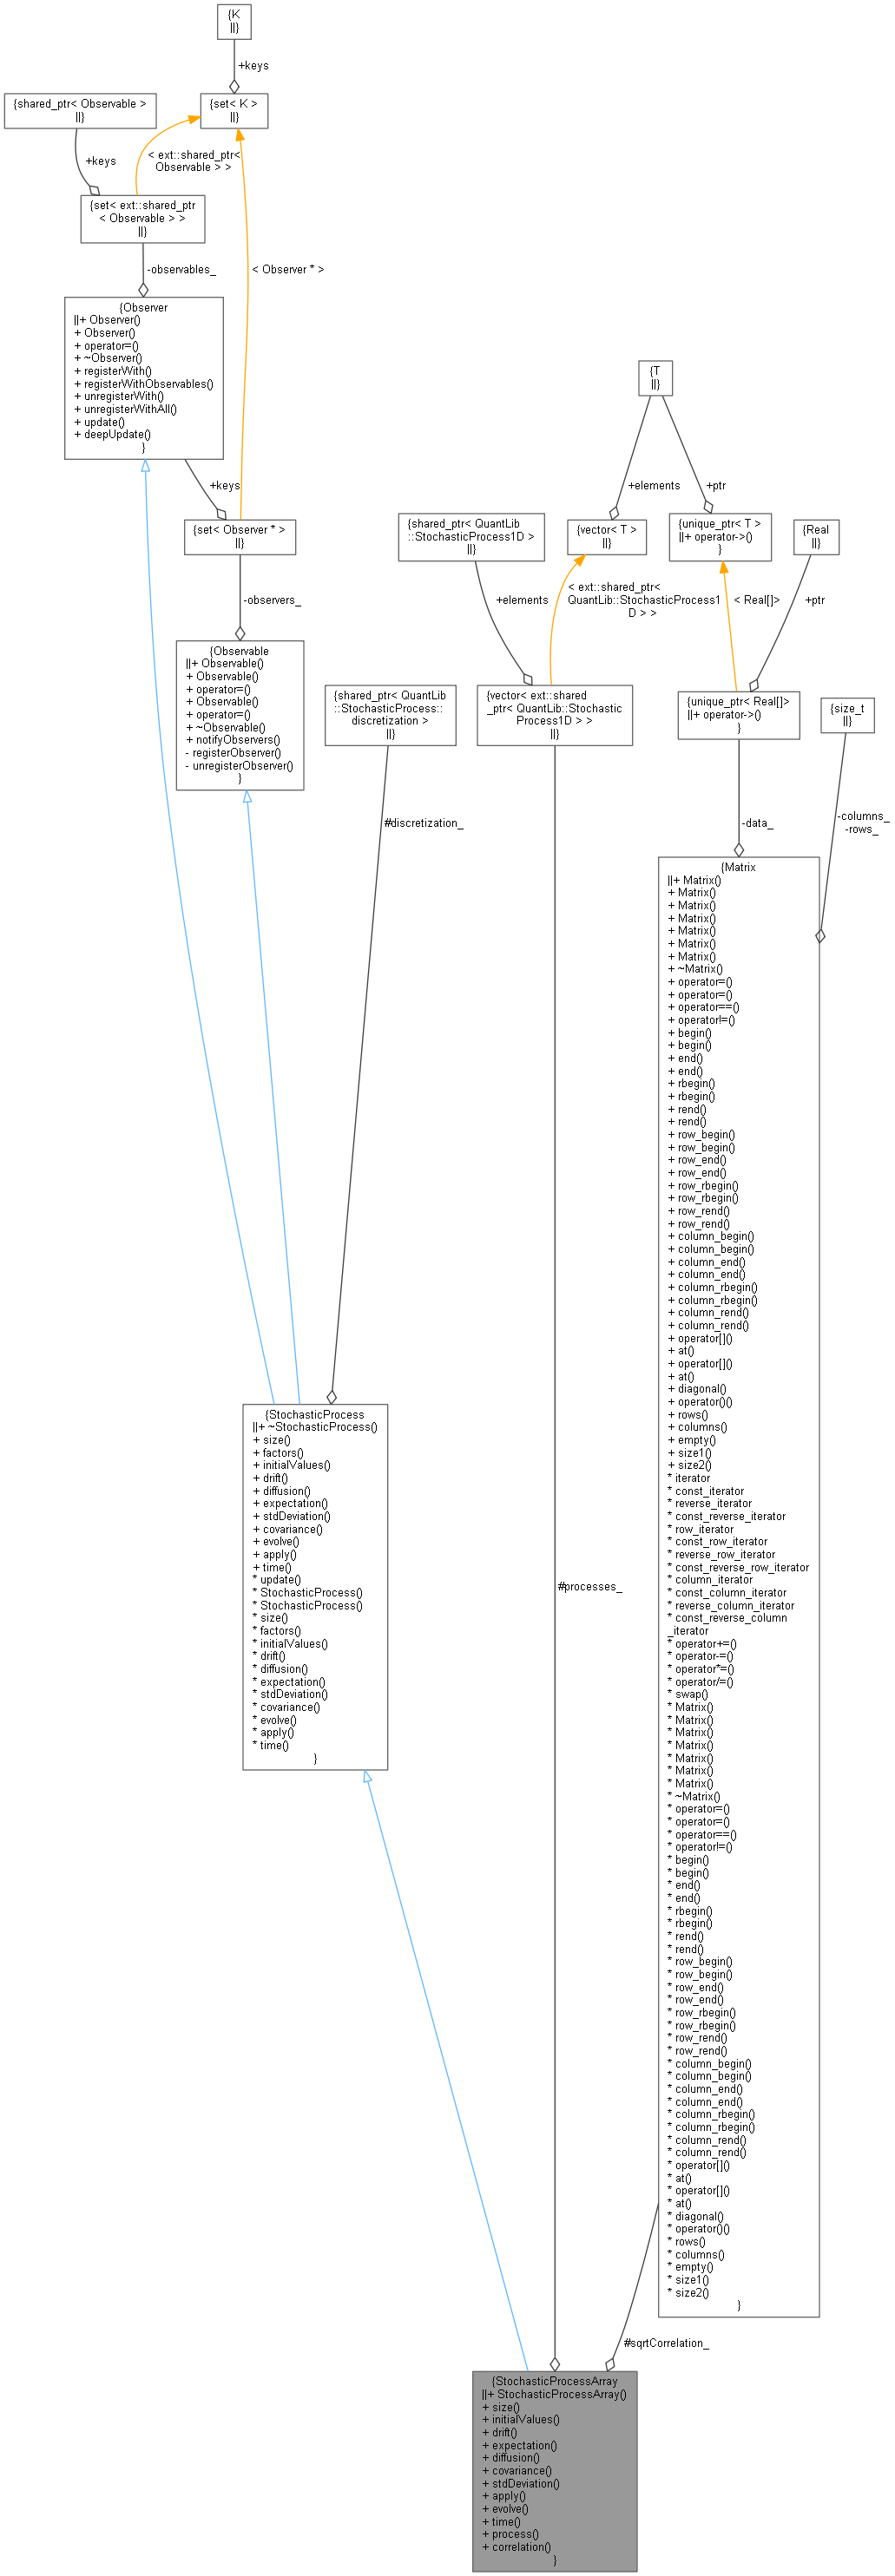 {K
||}
+keys
{shared_ptr< Observable >
||}
{set< K >
||}
+keys
< ext::shared_ptr<
Observable > >
{set< ext::shared_ptr
< Observable > >
||}
-observables_
< Observer * >
{Observer
||+ Observer()
+ Observer()
+ operator=()
+ ~Observer()
+ registerWith()
+ registerWithObservables()
+ unregisterWith()
+ unregisterWithAll()
+ update()
+ deepUpdate()
}
+keys
{set< Observer * >
||}
-observers_
{Observable
||+ Observable()
+ Observable()
+ operator=()
+ Observable()
+ operator=()
+ ~Observable()
+ notifyObservers()
- registerObserver()
- unregisterObserver()
}
{shared_ptr< QuantLib
::StochasticProcess::
discretization >
||}
#discretization_
{T
||}
+elements
+ptr
{shared_ptr< QuantLib
::StochasticProcess1D >
||}
{vector< T >
||}
{unique_ptr< T >
||+ operator->()
}
{Real
||}
+elements
< ext::shared_ptr<
QuantLib::StochasticProcess1
D > >
< Real[]>
+ptr
{vector< ext::shared
_ptr< QuantLib::Stochastic
Process1D > >
||}
{unique_ptr< Real[]>
||+ operator->()
}
{size_t
||}
-data_
-columns_
-rows_
{Matrix
||+ Matrix()
+ Matrix()
+ Matrix()
+ Matrix()
+ Matrix()
+ Matrix()
+ Matrix()
+ ~Matrix()
+ operator=()
+ operator=()
+ operator==()
+ operator!=()
+ begin()
+ begin()
+ end()
+ end()
+ rbegin()
+ rbegin()
+ rend()
+ rend()
+ row_begin()
+ row_begin()
+ row_end()
+ row_end()
+ row_rbegin()
+ row_rbegin()
+ row_rend()
+ row_rend()
+ column_begin()
+ column_begin()
+ column_end()
+ column_end()
+ column_rbegin()
+ column_rbegin()
+ column_rend()
+ column_rend()
+ operator[]()
+ at()
+ operator[]()
+ at()
+ diagonal()
+ operator()()
+ rows()
+ columns()
+ empty()
+ size1()
+ size2()
* iterator
* const_iterator
* reverse_iterator
* const_reverse_iterator
* row_iterator
* const_row_iterator
* reverse_row_iterator
* const_reverse_row_iterator
* column_iterator
* const_column_iterator
* reverse_column_iterator
* const_reverse_column
_iterator
* operator+=()
* operator-=()
* operator*=()
* operator/=()
* swap()
* Matrix()
* Matrix()
* Matrix()
* Matrix()
* Matrix()
* Matrix()
* Matrix()
* ~Matrix()
* operator=()
* operator=()
* operator==()
* operator!=()
* begin()
* begin()
* end()
* end()
* rbegin()
* rbegin()
* rend()
* rend()
* row_begin()
* row_begin()
* row_end()
* row_end()
* row_rbegin()
* row_rbegin()
* row_rend()
* row_rend()
* column_begin()
* column_begin()
* column_end()
* column_end()
* column_rbegin()
* column_rbegin()
* column_rend()
* column_rend()
* operator[]()
* at()
* operator[]()
* at()
* diagonal()
* operator()()
* rows()
* columns()
* empty()
* size1()
* size2()
}
{StochasticProcess
||+ ~StochasticProcess()
+ size()
+ factors()
+ initialValues()
+ drift()
+ diffusion()
+ expectation()
+ stdDeviation()
+ covariance()
+ evolve()
+ apply()
+ time()
* update()
* StochasticProcess()
* StochasticProcess()
* size()
* factors()
* initialValues()
* drift()
* diffusion()
* expectation()
* stdDeviation()
* covariance()
* evolve()
* apply()
* time()
}
#processes_
#sqrtCorrelation_
{StochasticProcessArray
||+ StochasticProcessArray()
+ size()
+ initialValues()
+ drift()
+ expectation()
+ diffusion()
+ covariance()
+ stdDeviation()
+ apply()
+ evolve()
+ time()
+ process()
+ correlation()
}